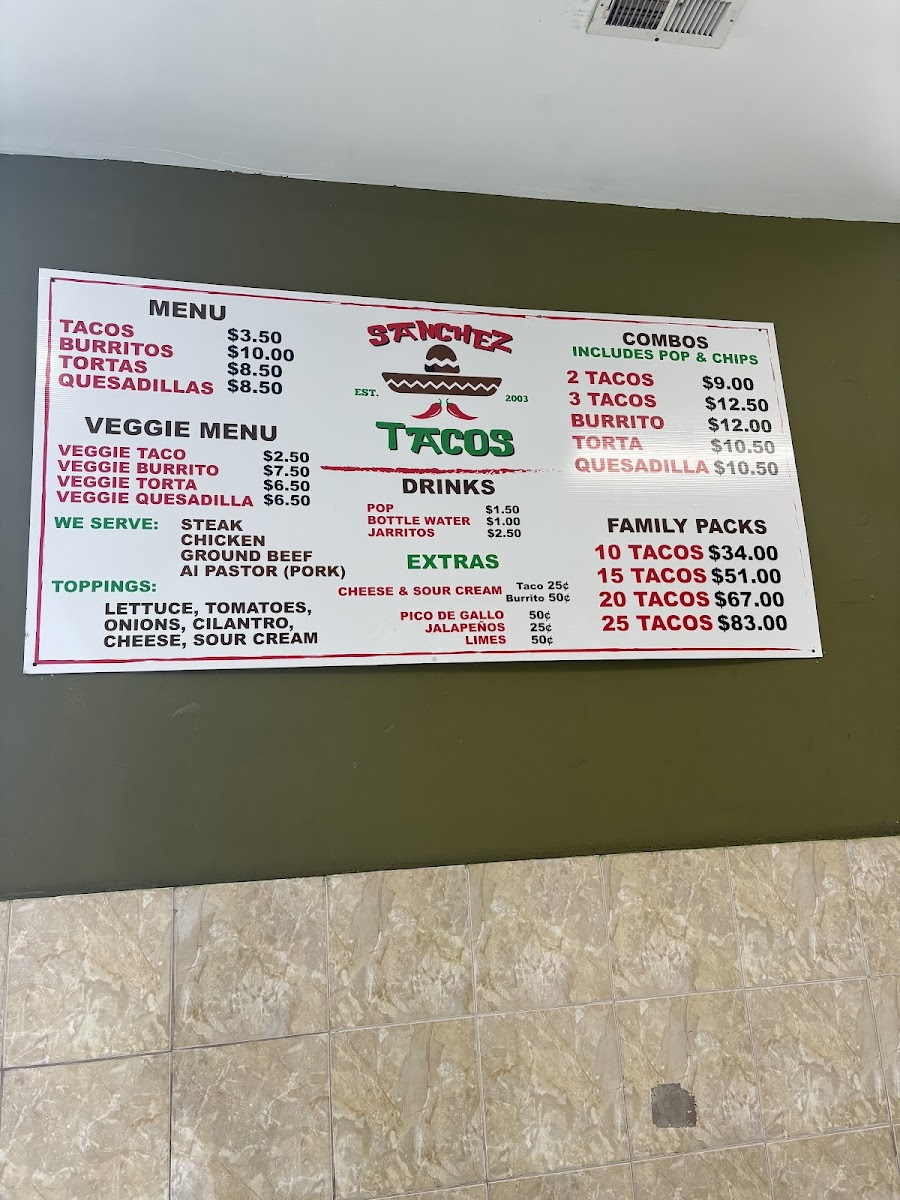 MENU
TACOS $3.50
BURRITOS $10.00
TORTAS $8.50
QUESADILLAS $8.50
VEGGIE MENU
VEGGIE TACO $2.50
VEGGIE BURRITO $7.50
VEGGIE TORTA $6.50
VEGGIE QUESADILLA $6.50
WE SERVE: STEAK
CHICKEN
GROUND BEEF
Al PASTOR (PORK)
TOPPINGS:
LETTUCE, TOMATOES,
ONIONS, CILANTRO,
CHEESE, SOUR CREAM
SANCHEZ
EST. 2003
TACOS
DRINKS
POP $1.50
BOTTLE WATER $1.00
JARRITOS $2.50
EXTRAS
CHEESE & SOUR CREAM Taco 25¢
Burrito 50¢
PICO DE GALLO 50¢
JALAPEÑOS 25¢
LIMES 50¢
COMBOS
INCLUDES POP & CHIPS
2 TACOS $9.00
3 TACOS $12.50
BURRITO $12.00
TORTA $10.50
QUESADILLA $10.50
FAMILY PACKS
10 TACOS $34.00
15 TACOS $51.00
20 TACOS $67.00
25 TACOS $83.00